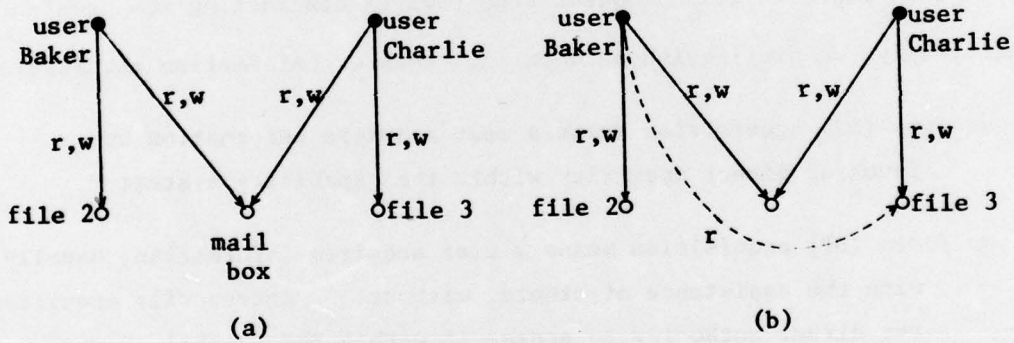 user
Baker
user
Charlie
r,w
r,w
r,w
r,w
file 2
file 3
mail
box
(a)
(b)
user
Baker
user
Charlie
r,w
r,w
r,w
r,w
file 2
file 3
r